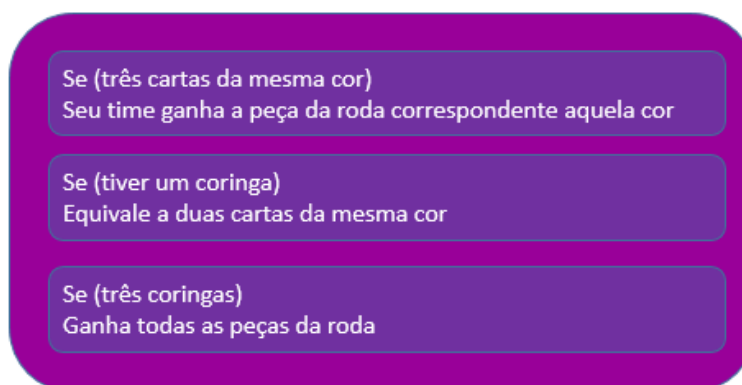 Se (três cartas da mesma cor)
Seu time ganha a peça da roda correspondente aquela cor
Se (tiver um coringa)
Equivale a duas cartas da mesma cor
Se (três coringas)
Ganha todas as peças da roda